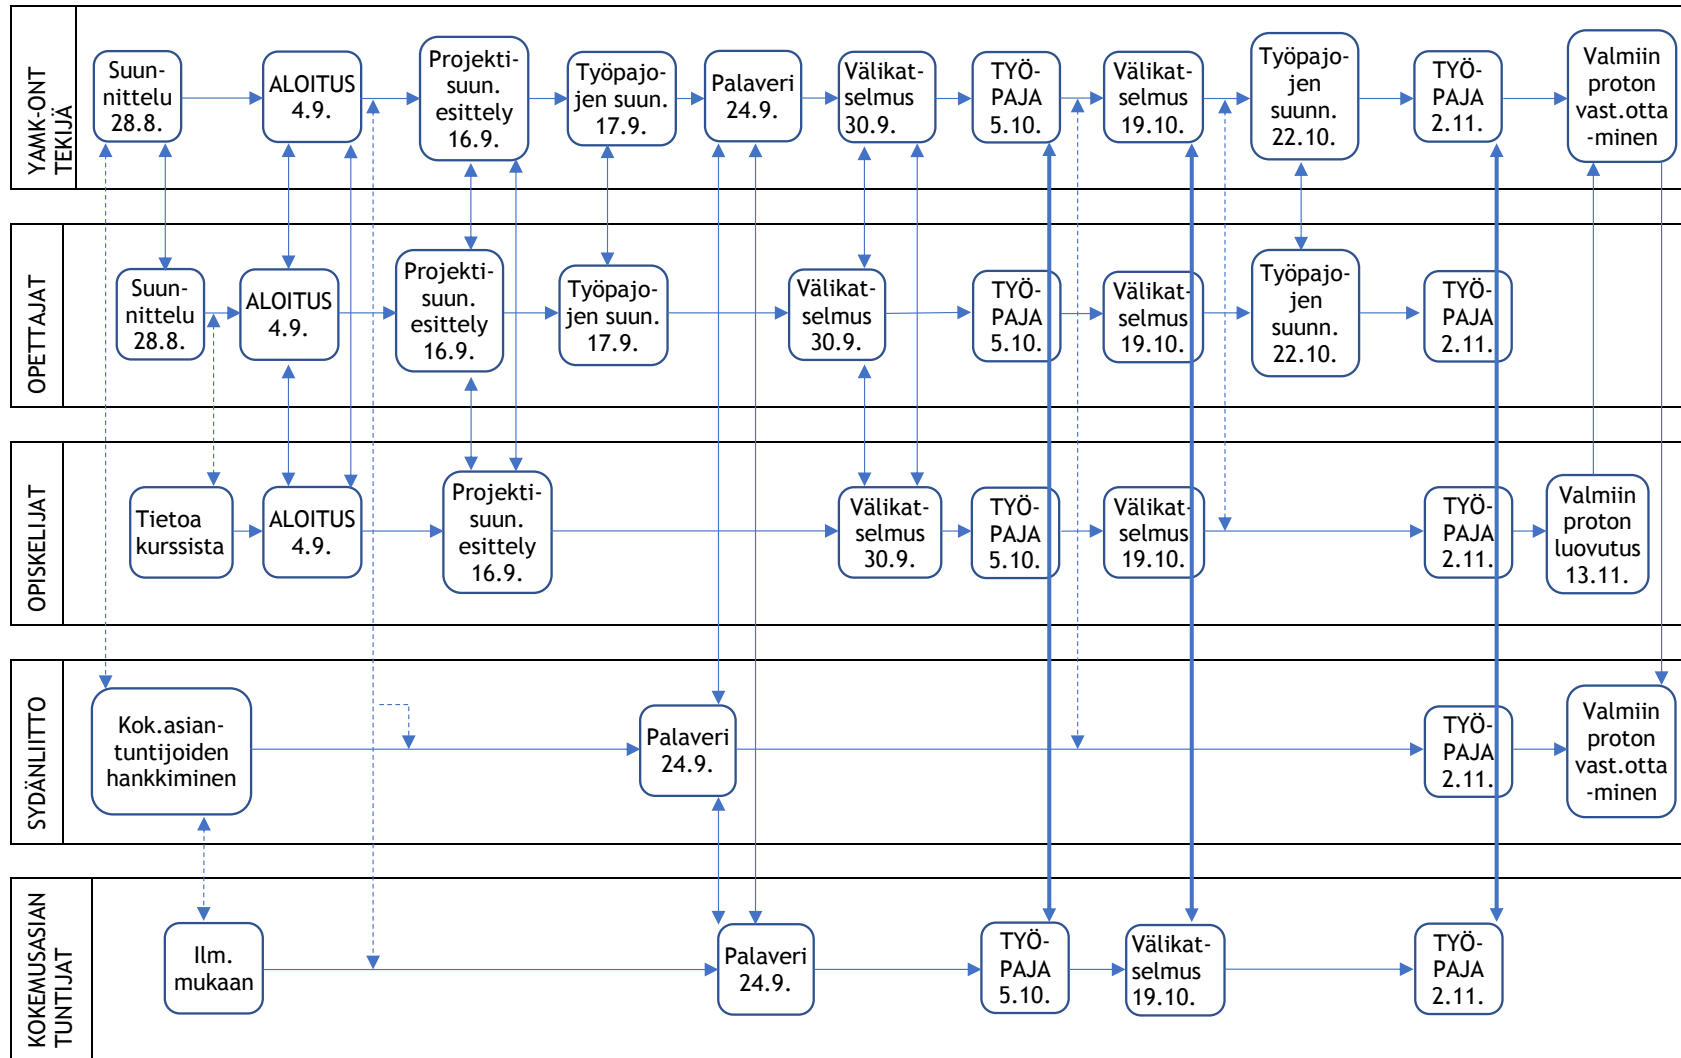 YAMK-ONT
TEKIJÄ
Suun-
nittelu
28.8.
ALOITUS
4.9.
Projekti-
suun.
esittely
16.9.
Työpajo-
jen suun.
17.9.
Palaveri
24.9.
Välikat-
selmus
30.9.
TYÖ-
PAJA
5.10.
Välikat-
selmus
19.10.
Työpajo-
jen
suunn.
22.10.
TYÖ-
PAJA
2.11.
Valmiin
proton
vast.otta
-minen
OPETTAJAT
Suun-
nittelu
28.8.
ALOITUS
4.9.
Projekti-
suun.
esittely
16.9.
Työpajo-
jen suun.
17.9.
Välikat-
selmus
30.9.
TYÖ-
PAJA
5.10.
Välikat-
selmus
19.10.
Työpajo-
jen
suunn.
22.10.
TYÖ-
PAJA
2.11.
OPISKELIJAT
Tietoa
kurssista
ALOITUS
4.9.
Projekti-
suun.
esittely
16.9.
Välikat-
selmus
30.9.
TYÖ-
PAJA
5.10.
Välikat-
selmus
19.10.
TYÖ-
PAJA
2.11.
Valmiin
proton
luovutus
13.11.
SYDÄNLIITTO
Kok.asian-
tuntijoiden
hankkiminen
Palaveri
24.9.
TYÖ-
PAJA
2.11.
Valmiin
proton
vast.otta
-minen
KOKEMUSASIAN
TUNTIJAT
Ilm.
mukaan
Palaveri
24.9.
TYÖ-
PAJA
5.10.
Välikat-
selmus
19.10.
TYÖ-
PAJA
2.11.